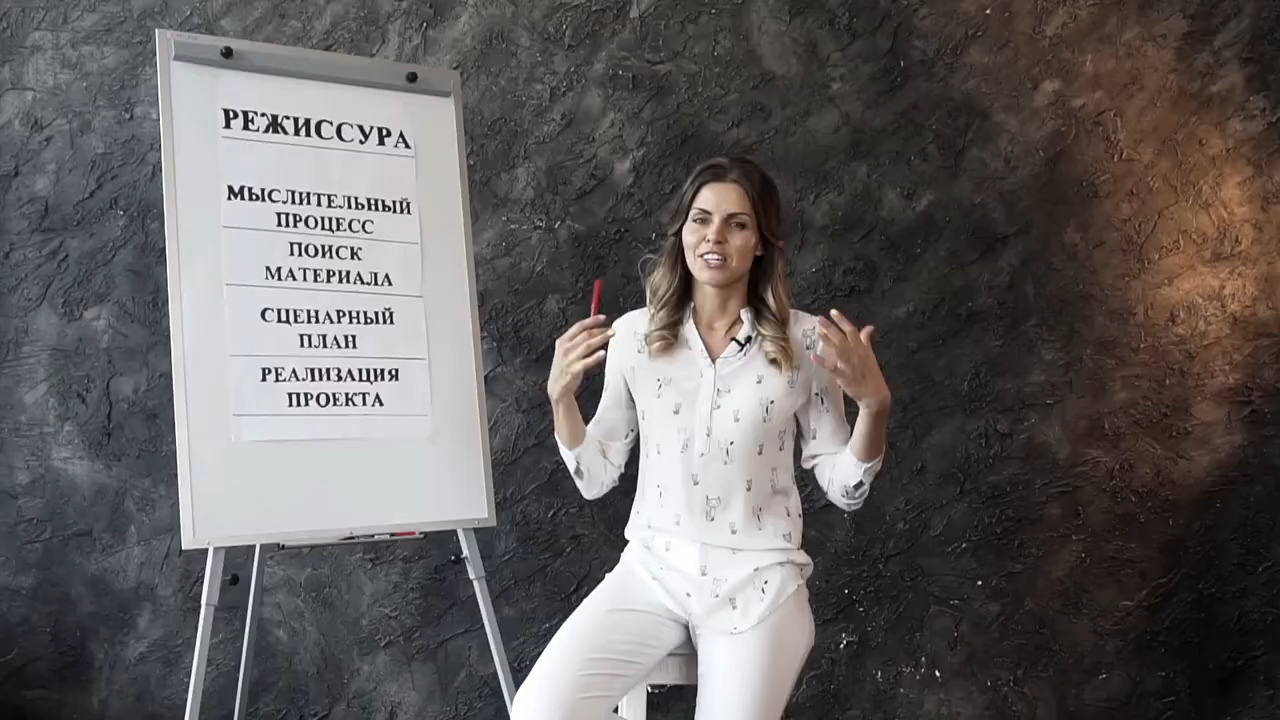 РЕЖИССУРА
МЫСЛИТЕЛЬНЫЙ
ПРОЦЕСС
ПОИСК
МАТЕРИАЛА
СЦЕНАРНЫЙ
ПЛАН
РЕАЛИЗАЦИЯ
ПРОЕКТА